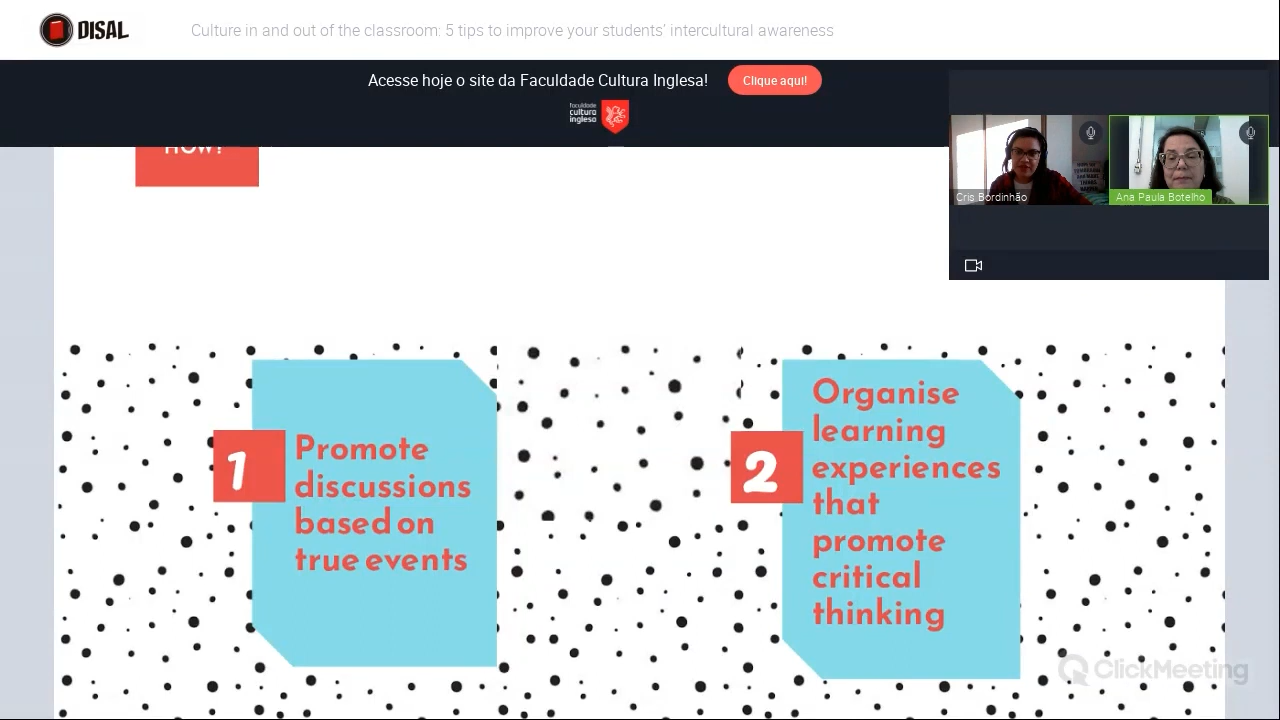 DISAL
Culture in and out of the classroom: 5 tips to improve your students' intercultural awareness
Acesse hoje o site da Faculdade Cultura Inglesa!
Clique aqui!
faculdade
cultura
inglesa
HOW?
Cris Bordinhão
Ana Paula Botelho
1
Promote
discussions
based on
true events
2
Organise
learning
experiences
that
promote
critical
thinking
ClickMeeting